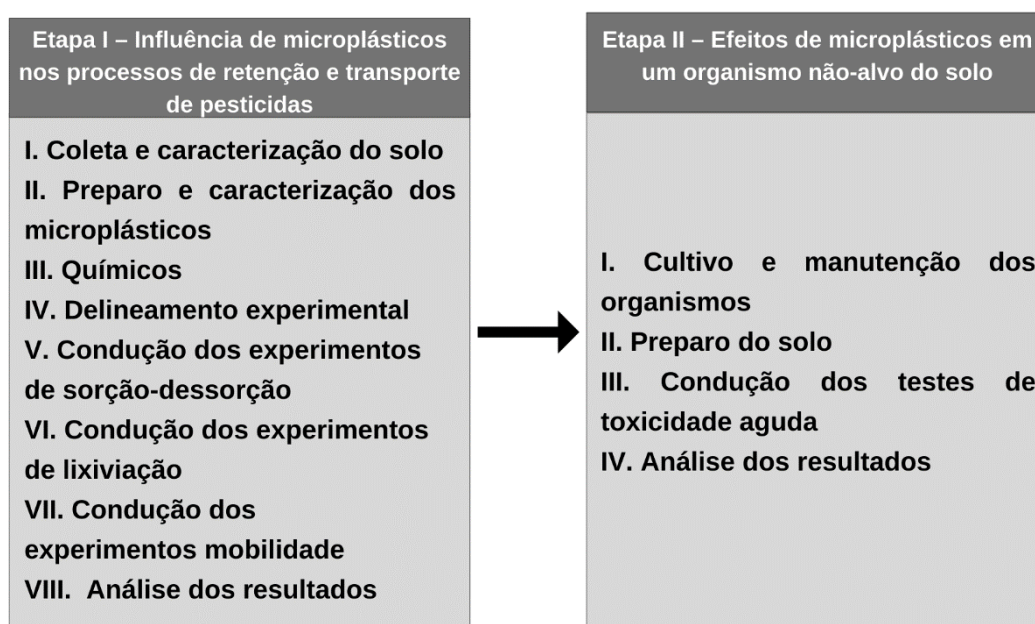 Etapa I – Influência de microplásticos
nos processos de retenção e transporte
de pesticidas
I. Coleta e caracterização do solo
II. Preparo e caracterização dos
microplásticos
III. Químicos
IV. Delineamento experimental
V. Condução dos experimentos
de sorção-dessorção
VI. Condução dos experimentos
de lixiviação
VII. Condução dos
experimentos mobilidade
VIII. Análise dos resultados
Etapa II – Efeitos de microplásticos em
um organismo não-alvo do solo
I. Cultivo e manutenção dos
organismos
II. Preparo do solo
III. Condução dos testes de
toxicidade aguda
IV. Análise dos resultados